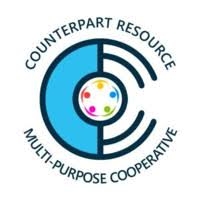 COUNTERPART RESOURCE
MULTI-PURPOSE COOPERATIVE